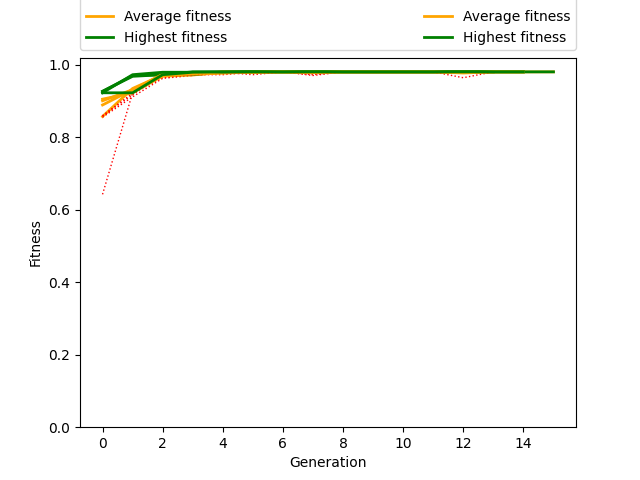 Average fitness Average fitness
Highest fitness Highest fitness
1.0
0.8
0.6
0.4
0.2
0.0
Fitness
0 2 4 6 8 10 12 14
Generation